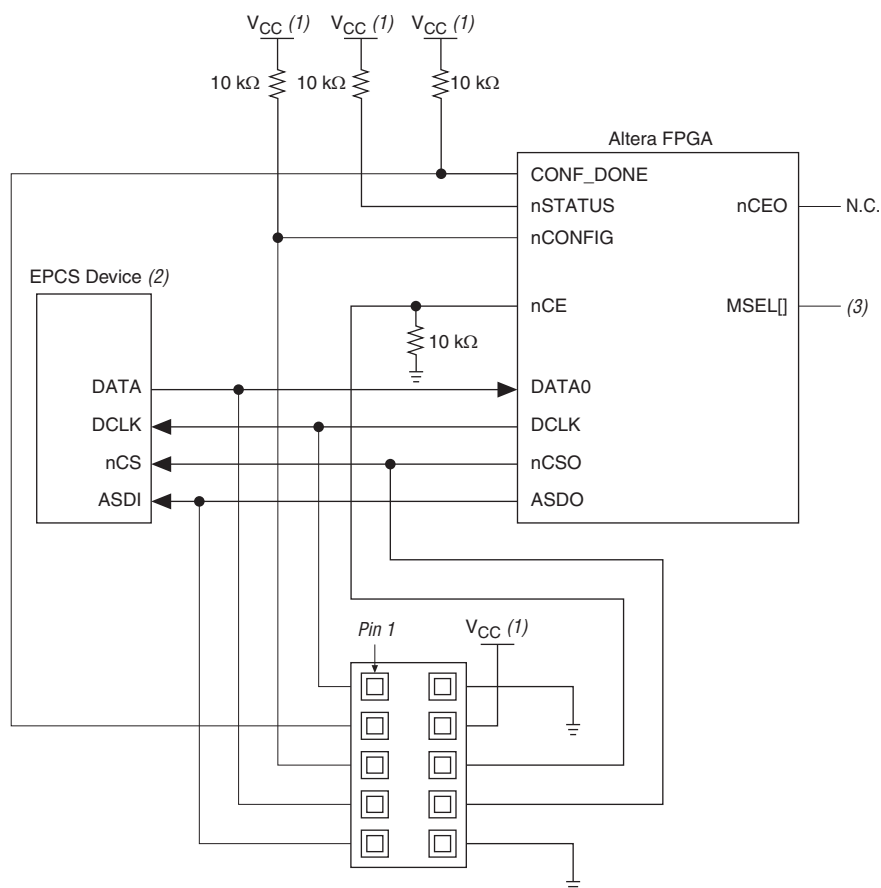 VCC (1) VCC (1) VCC (1)
10 kΩ 10 kΩ 10 kΩ
Altera FPGA
CONF_DONE
nSTATUS nCEO N.C.
nCONFIG
EPCS Device (2)
nCE MSEL[] (3)
10 kΩ
DATA DATA0
DCLK DCLK
nCS nCSO
ASDI ASDO
Pin 1 VCC (1)